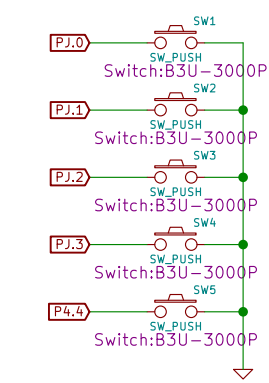 SW1
PJ.0
SW_PUSH
Switch:B3U-3000P
SW2
PJ.1
SW_PUSH
Switch:B3U-3000P
SW3
PJ.2
SW_PUSH
Switch:B3U-3000P
SW4
PJ.3
SW_PUSH
Switch:B3U-3000P
SW5
P4.4
SW_PUSH
Switch:B3U-3000P